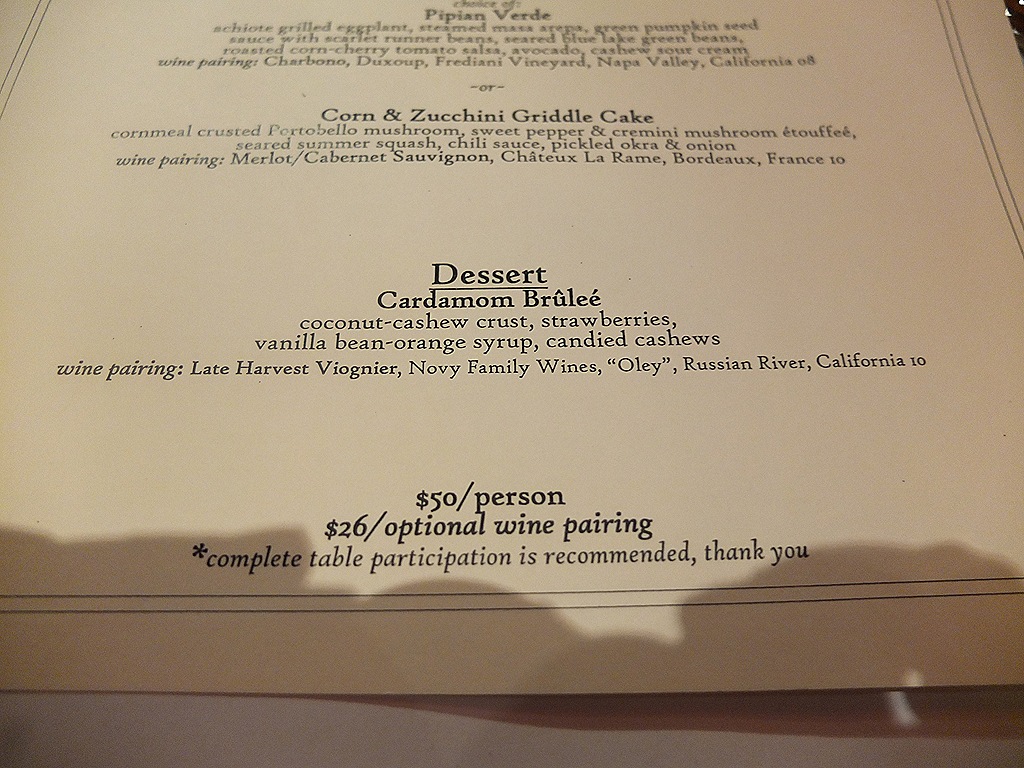 choice of:
Pipian Verde
achiote grilled eggplant, steamed masa arepa, green pumpkin seed
sauce with scarlet runner beans, seared blue lake green beans,
roasted corn-cherry tomato salsa, avocado, cashew sour cream
wine pairing: Charbono, Duxoup, Frediani Vineyard, Napa Valley, California 08
~or~
Corn & Zucchini Griddle Cake
cornmeal crusted Portobello mushroom, sweet pepper & cremini mushroom étouffeé,
seared summer squash, chili sauce, pickled okra & onion
wine pairing: Merlot/Cabernet Sauvignon, Châteux La Rame, Bordeaux, France 10
Dessert
Cardamom Brûleé
coconut-cashew crust, strawberries,
vanilla bean-orange syrup, candied cashews
wine pairing: Late Harvest Viognier, Novy Family Wines, “Oley”, Russian River, California 10
$50/person
$26/optional wine pairing
*complete table participation is recommended, thank you